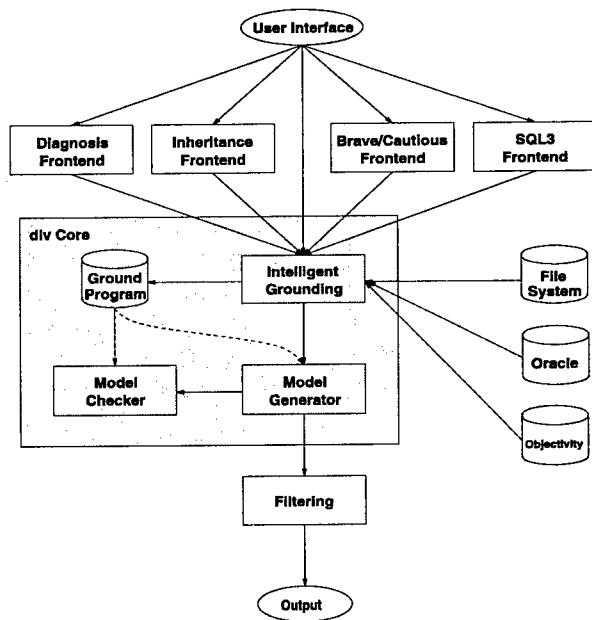 User Interface
Diagnosis
Frontend
Inheritance
Frontend
Brave/Cautious
Frontend
SQL3
Frontend
div Core
Ground
Program
Intelligent
Grounding
File
System
Oracle
Model
Checker
Model
Generator
Objectivity
Filtering
Output